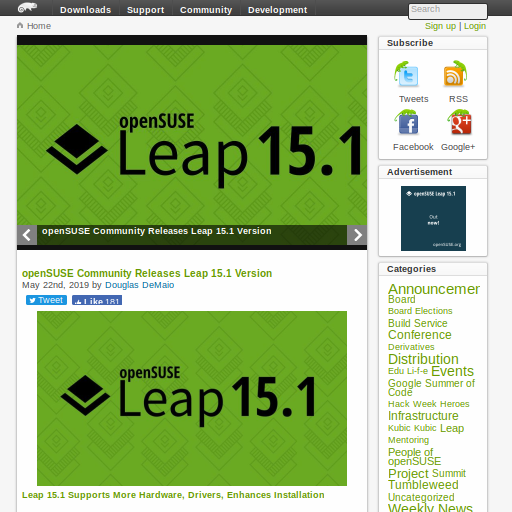 Downloads Support Community Development Search
Home
Sign up | Login
openSUSE
Leap 15.1
openSUSE Community Releases Leap 15.1 Version
openSUSE Community Releases Leap 15.1 Version
May 22nd, 2019 by Douglas DeMaio
Tweet Like 181
openSUSE
Leap 15.1
Leap 15.1 Supports More Hardware, Drivers, Enhances Installation
Subscribe
Tweets RSS
Facebook Google+
Advertisement
openSUSE Leap 15.1
Out
now!
opensuse.org
Categories
Announcemen
Board
Board Elections
Build Service
Conference
Derivatives
Distribution
Edu Li-f-e Events
Google Summer of
Code
Hack Week Heroes
Infrastructure
Kubic Kubic Leap
Mentoring
People of
openSUSE
Project Summit
Tumbleweed
Uncategorized
Weekly News